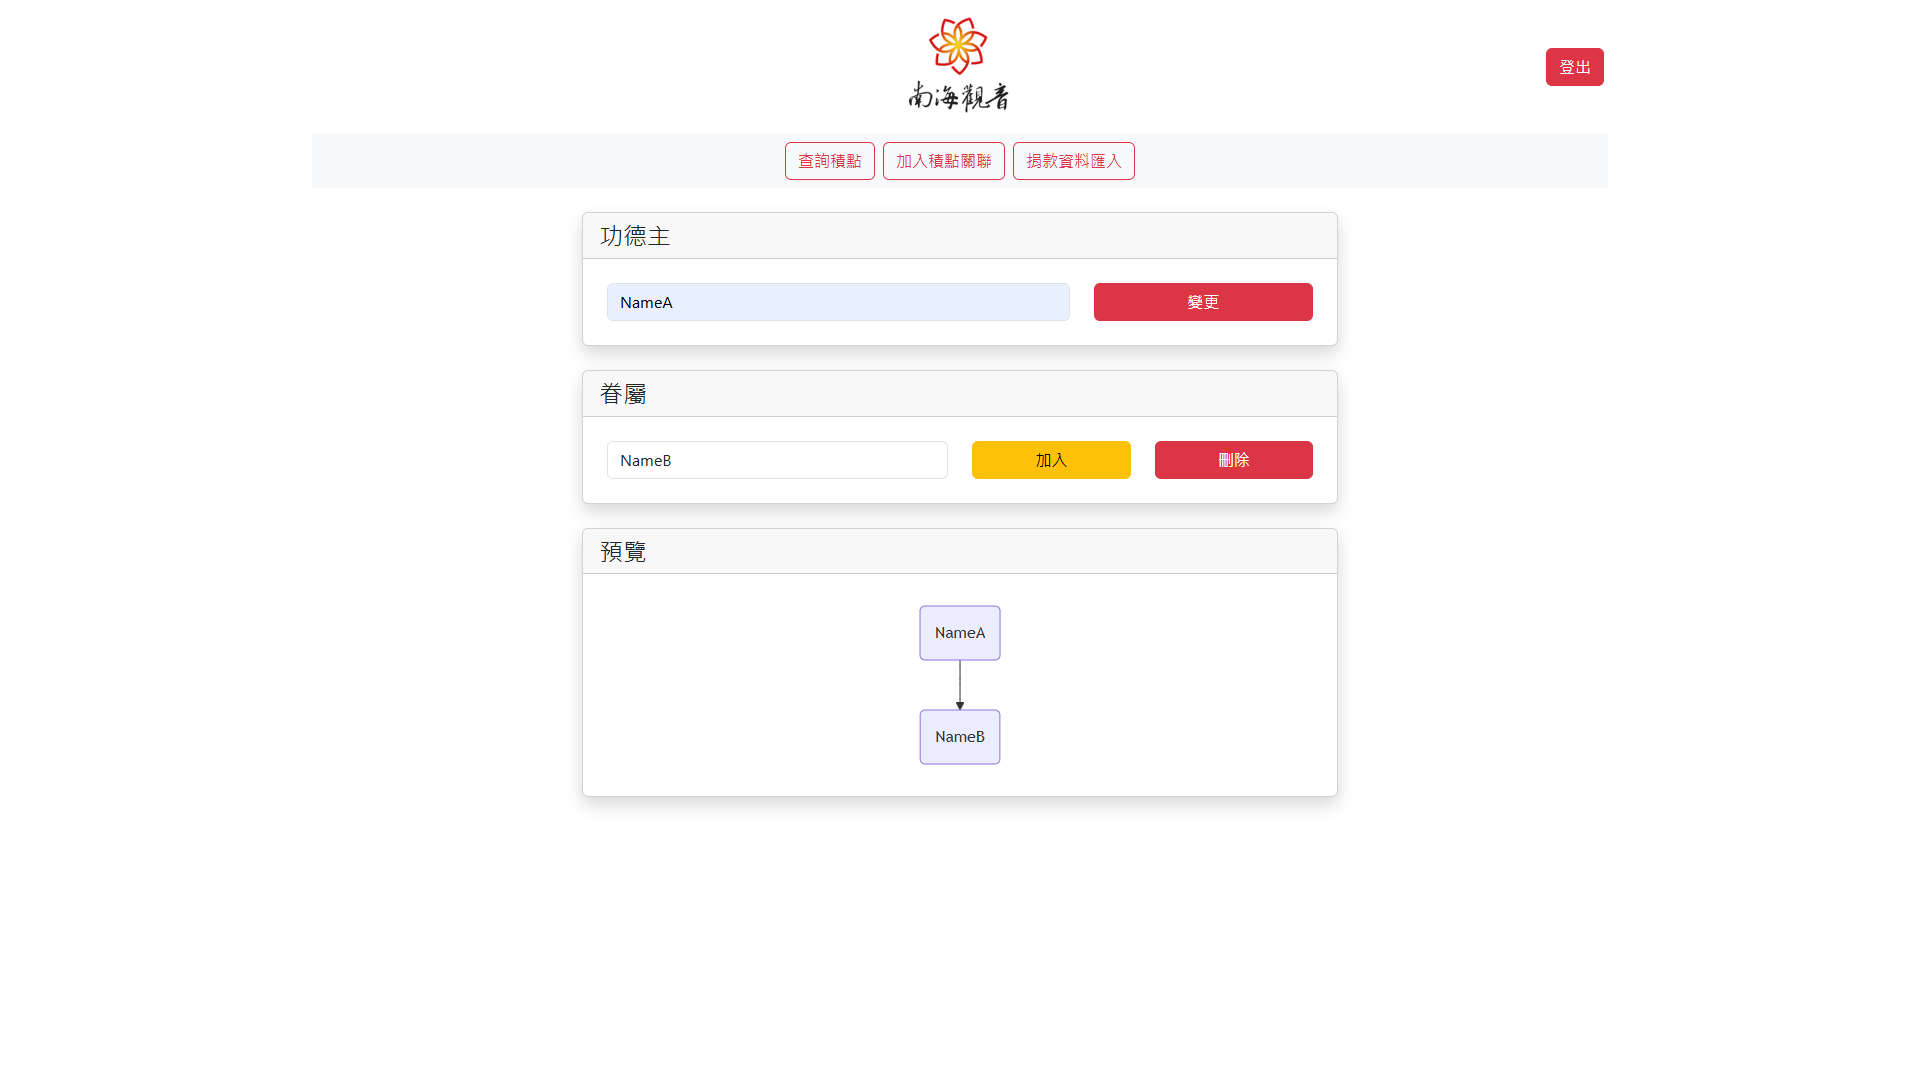 南海觀音
登出
查詢積點 加入積點關聯 捐款資料匯入
功德主
NameA 變更
眷屬
NameB 加入 刪除
預覽
NameA
NameB